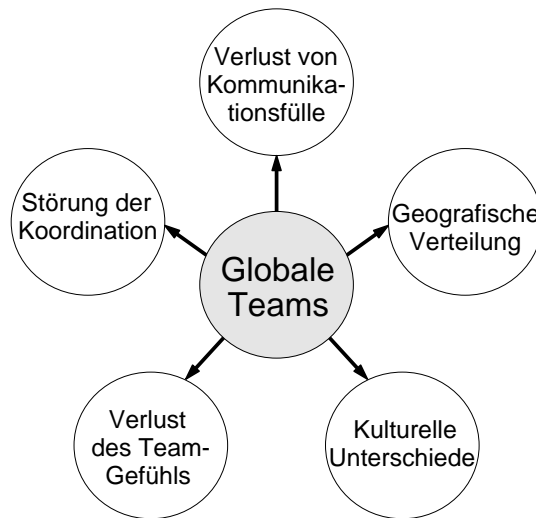 Verlust von
Kommunika-
tionsfülle
Störung der
Koordination
Geografische
Verteilung
Globale
Teams
Verlust
des Team-
Gefühls
Kulturelle
Unterschiede